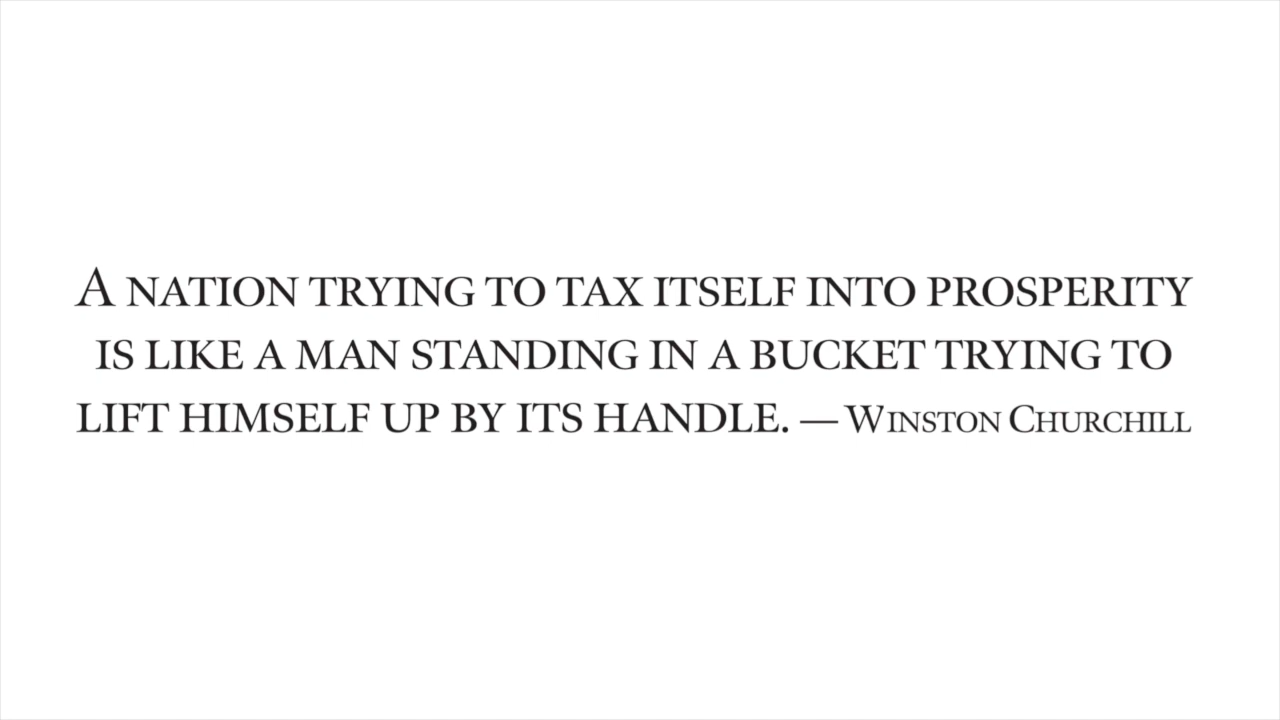 A NATION TRYING TO TAX ITSELF INTO PROSPERITY
IS LIKE A MAN STANDING IN A BUCKET TRYING TO
LIFT HIMSELF UP BY ITS HANDLE. — WINSTON CHURCHILL